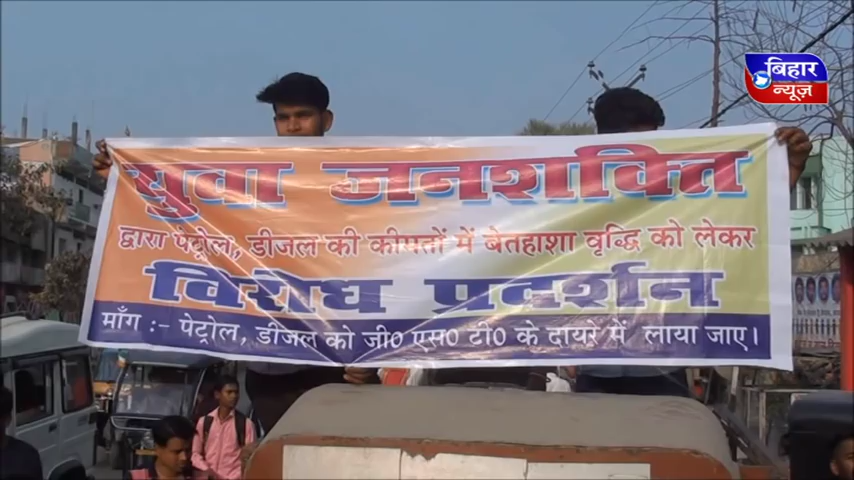 बिहार
न्यूज़
युवा जनशक्ति
द्वारा पेट्रोल, डीजल की कीमतों में बेतहाशा वृद्धि को लेकर
विरोध प्रदर्शन
माँग :- पेट्रोल, डीजल को जी० एस० टी० के दायरे में लाया जाए।